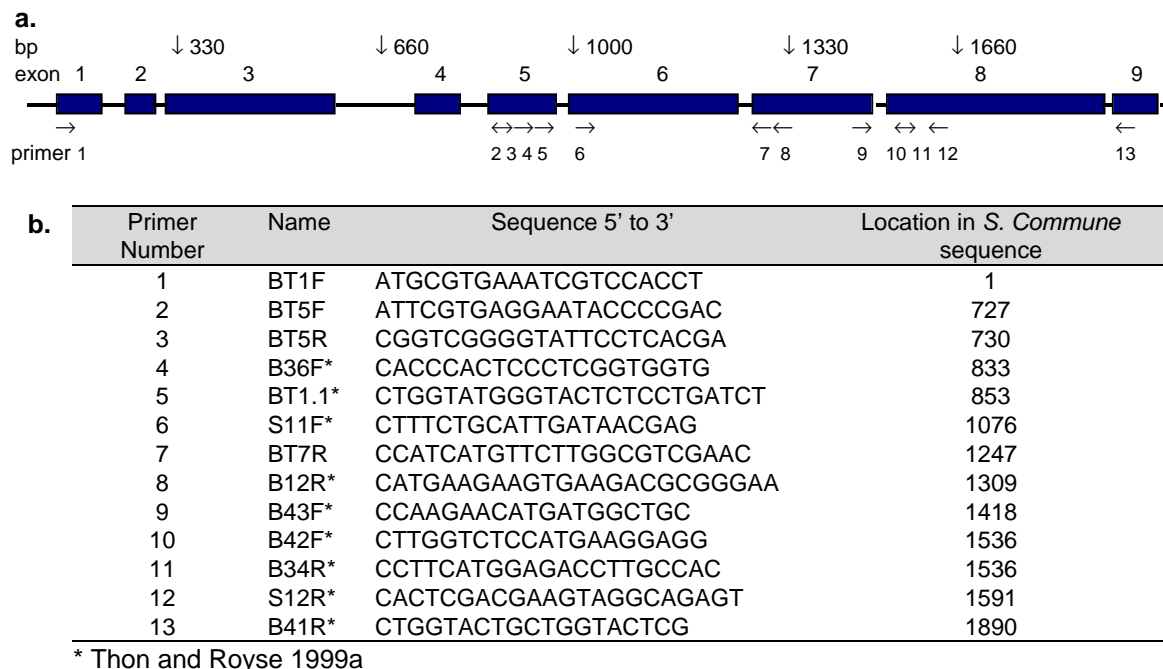 a.
bp ↓ 330 ↓ 660 ↓ 1000 ↓ 1330 ↓ 1660
exon 1 2 3 4 5 6 7 8 9
→ ↔ → → → ← ← → ↔ ← ←
primer 1 2 3 4 5 6 7 8 9 10 11 12 13
b. Primer Number Name Sequence 5' to 3' Location in S. Commune sequence
1 BT1F ATGCGTGAAATCGTCCACCT 1
2 BT5F ATTCGTGAGGAATACCCCGAC 727
3 BT5R CGGTCGGGGTATTCCTCACGA 730
4 B36F* CACCCACTCCCTCGGTGGTG 833
5 BT1.1* CTGGTATGGGTACTCTCCTGATCT 853
6 S11F* CTTTCTGCATTGATAACGAG 1076
7 BT7R CCATCATGTTCTTGGCGTCGAAC 1247
8 B12R* CATGAAGAAGTGAAGACGCGGGAA 1309
9 B43F* CCAAGAACATGATGGCTGC 1418
10 B42F* CTTGGTCTCCATGAAGGAGG 1536
11 B34R* CCTTCATGGAGACCTTGCCAC 1536
12 S12R* CACTCGACGAAGTAGGCAGAGT 1591
13 B41R* CTGGTACTGCTGGTACTCG 1890
* Thon and Royse 1999a